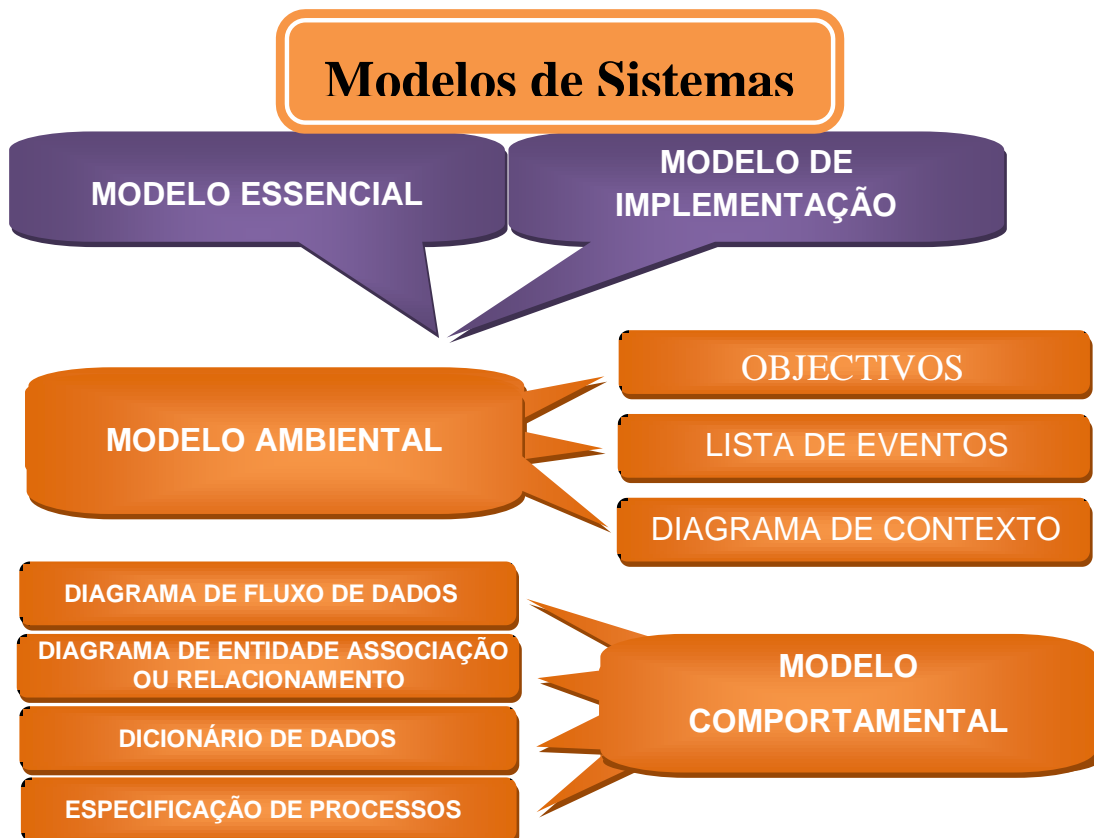 Modelos de Sistemas
MODELO ESSENCIAL
MODELO DE
IMPLEMENTAÇÃO
MODELO AMBIENTAL
OBJECTIVOS
LISTA DE EVENTOS
DIAGRAMA DE CONTEXTO
DIAGRAMA DE FLUXO DE DADOS
DIAGRAMA DE ENTIDADE ASSOCIAÇÃO
OU RELACIONAMENTO
DICIONÁRIO DE DADOS
ESPECIFICAÇÃO DE PROCESSOS
MODELO
COMPORTAMENTAL